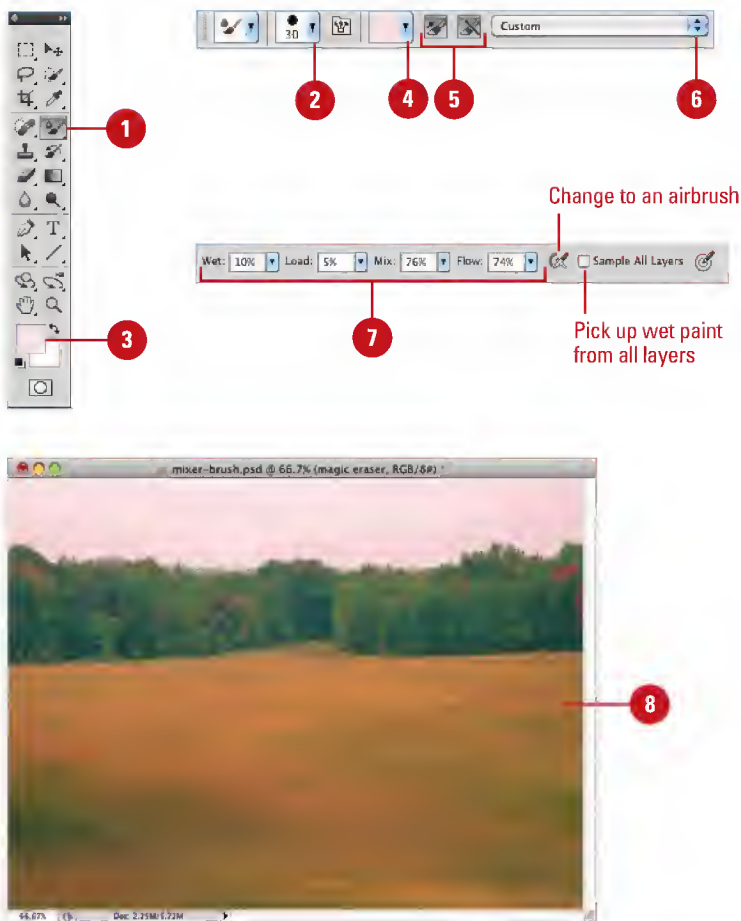 30
Custom
2
4
5
6
1
Change to an airbrush
Wet: 10% Load: 5% Mix: 76% Flow: 74% Sample All Layers
T
7
Pick up wet paint
from all layers
3
mixer-brush.psd @ 66.7% (magic eraser, RGB/8#) *
8
66.67% Doc: 2.25M/5.72M